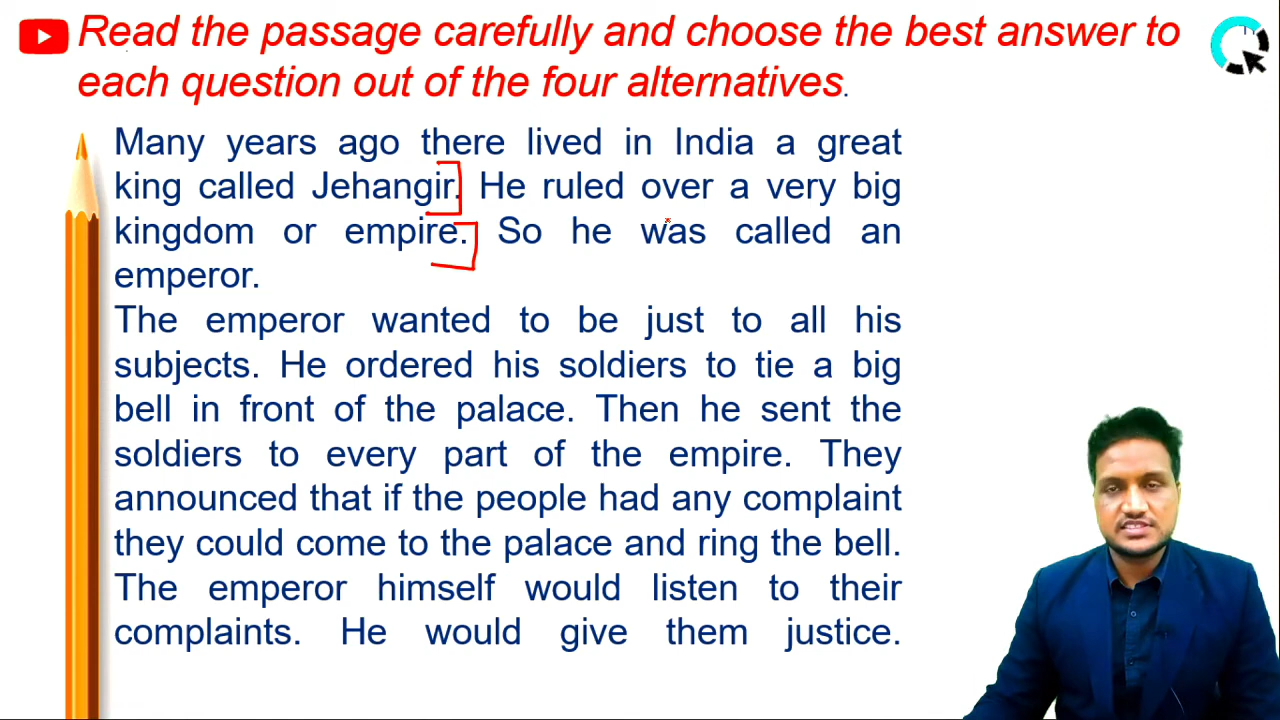 Read the passage carefully and choose the best answer to
each question out of the four alternatives.
Many years ago there lived in India a great
king called Jehangir. He ruled over a very big
kingdom or empire. So he was called an
emperor.
The emperor wanted to be just to all his
subjects. He ordered his soldiers to tie a big
bell in front of the palace. Then he sent the
soldiers to every part of the empire. They
announced that if the people had any complaint
they could come to the palace and ring the bell.
The emperor himself would listen to their
complaints. He would give them justice.